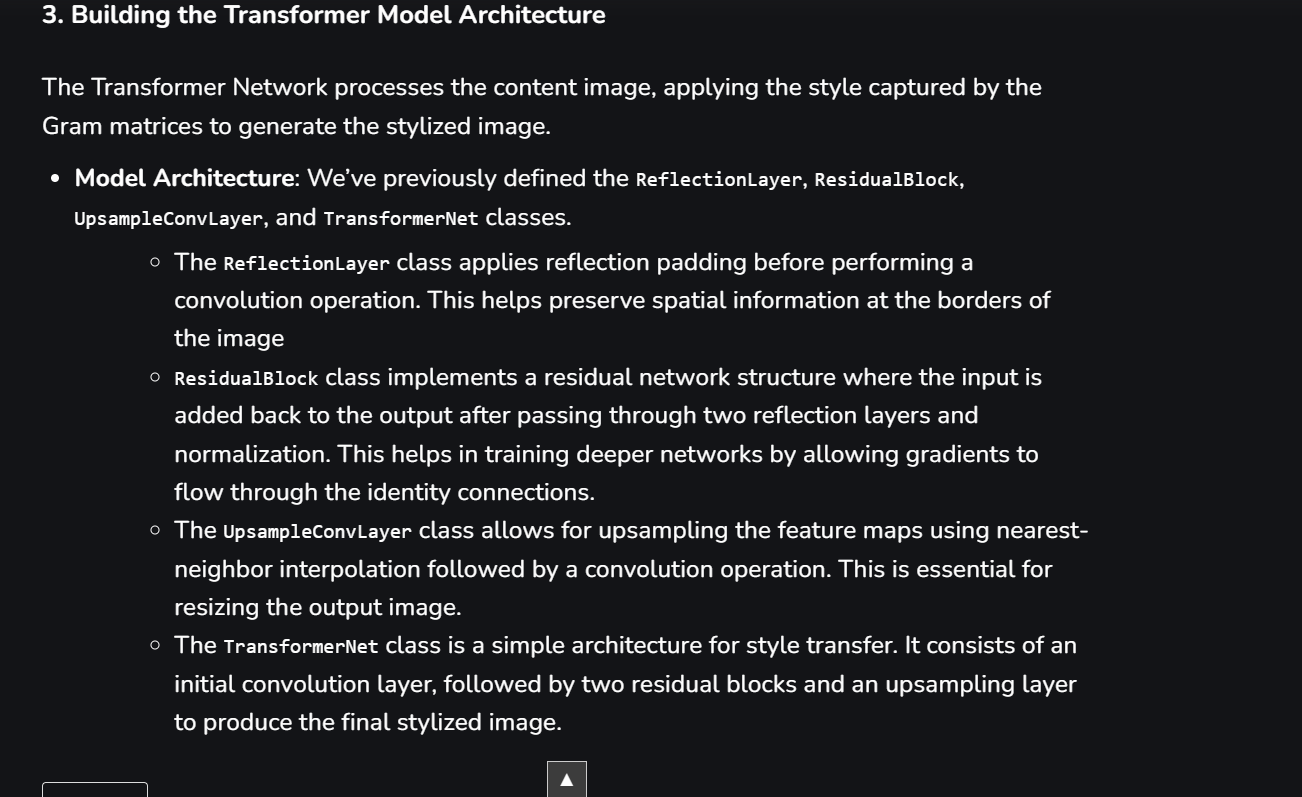 3. Building the Transformer Model Architecture
The Transformer Network processes the content image, applying the style captured by the
Gram matrices to generate the stylized image.
• Model Architecture: We’ve previously defined the ReflectionLayer, ResidualBlock,
UpsampleConvLayer, and TransformerNet classes.
○ The ReflectionLayer class applies reflection padding before performing a
convolution operation. This helps preserve spatial information at the borders of
the image
○ ResidualBlock class implements a residual network structure where the input is
added back to the output after passing through two reflection layers and
normalization. This helps in training deeper networks by allowing gradients to
flow through the identity connections.
○ The UpsampleConvLayer class allows for upsampling the feature maps using nearest-
neighbor interpolation followed by a convolution operation. This is essential for
resizing the output image.
○ The TransformerNet class is a simple architecture for style transfer. It consists of an
initial convolution layer, followed by two residual blocks and an upsampling layer
to produce the final stylized image.